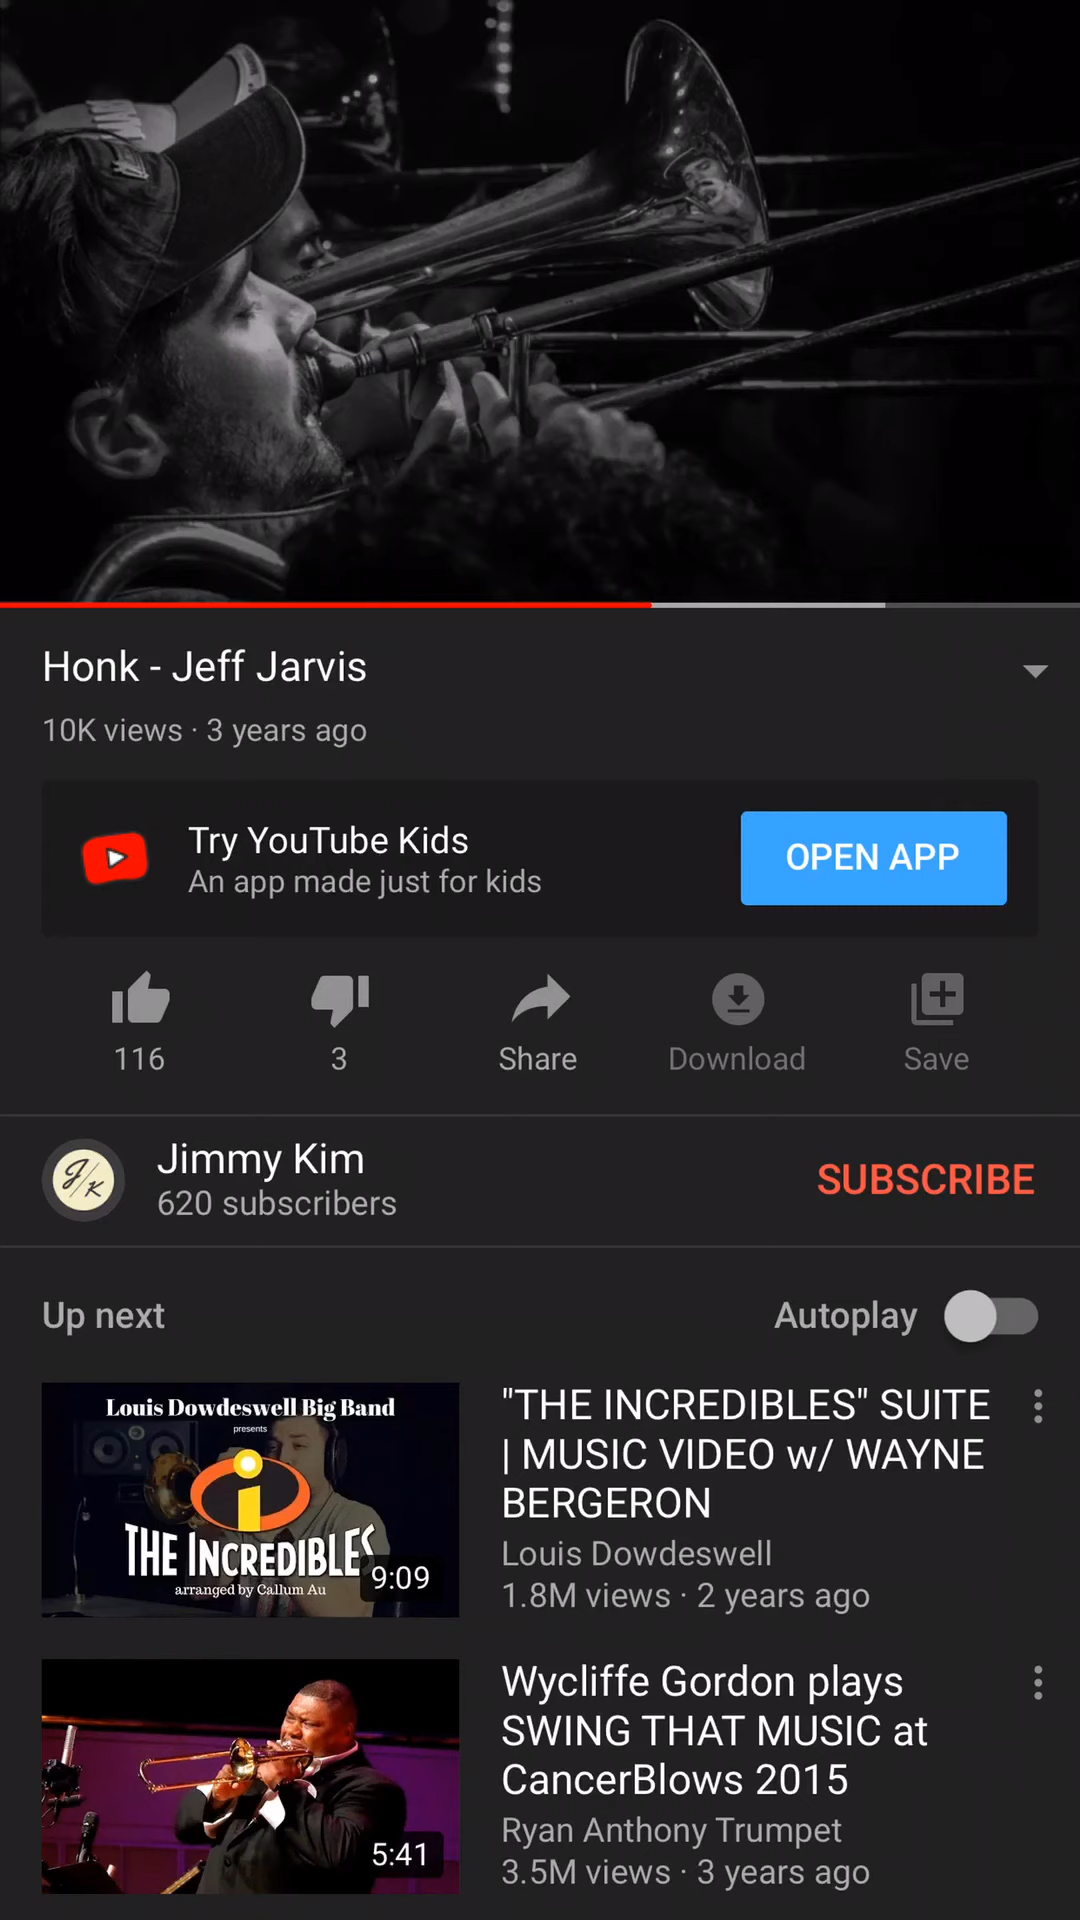 Honk - Jeff Jarvis
10K views · 3 years ago
Try YouTube Kids
An app made just for kids
OPEN APP
116
3
Share
Download
Save
J/K
Jimmy Kim
620 subscribers
SUBSCRIBE
Up next
Autoplay
Louis Dowdeswell Big Band
presents
i
THE INCREDIBLES
arranged by Callum Au
9:09
"THE INCREDIBLES" SUITE
| MUSIC VIDEO w/ WAYNE
BERGERON
Louis Dowdeswell
1.8M views · 2 years ago
5:41
Wycliffe Gordon plays
SWING THAT MUSIC at
CancerBlows 2015
Ryan Anthony Trumpet
3.5M views · 3 years ago